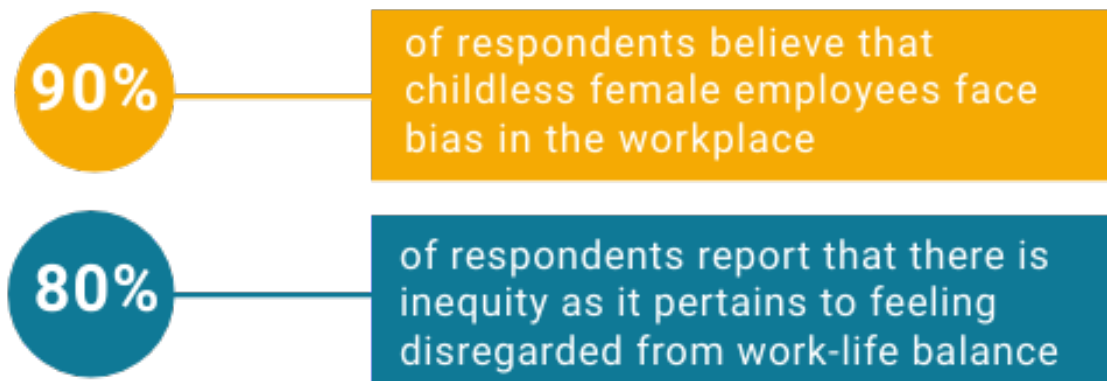 90%
of respondents believe that
childless female employees face
bias in the workplace
80%
of respondents report that there is
inequity as it pertains to feeling
disregarded from work-life balance